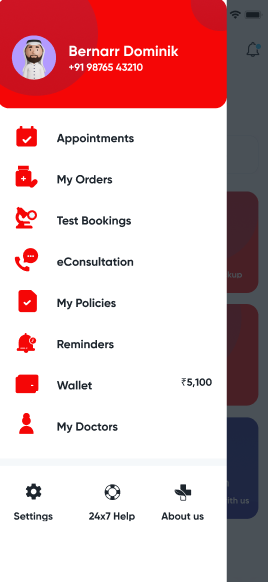 Bernarr Dominik
+91 98765 43210
Appointments
My Orders
Test Bookings
eConsultation
My Policies
Reminders
Wallet
₹5,100
My Doctors
Settings
24x7 Help
About us